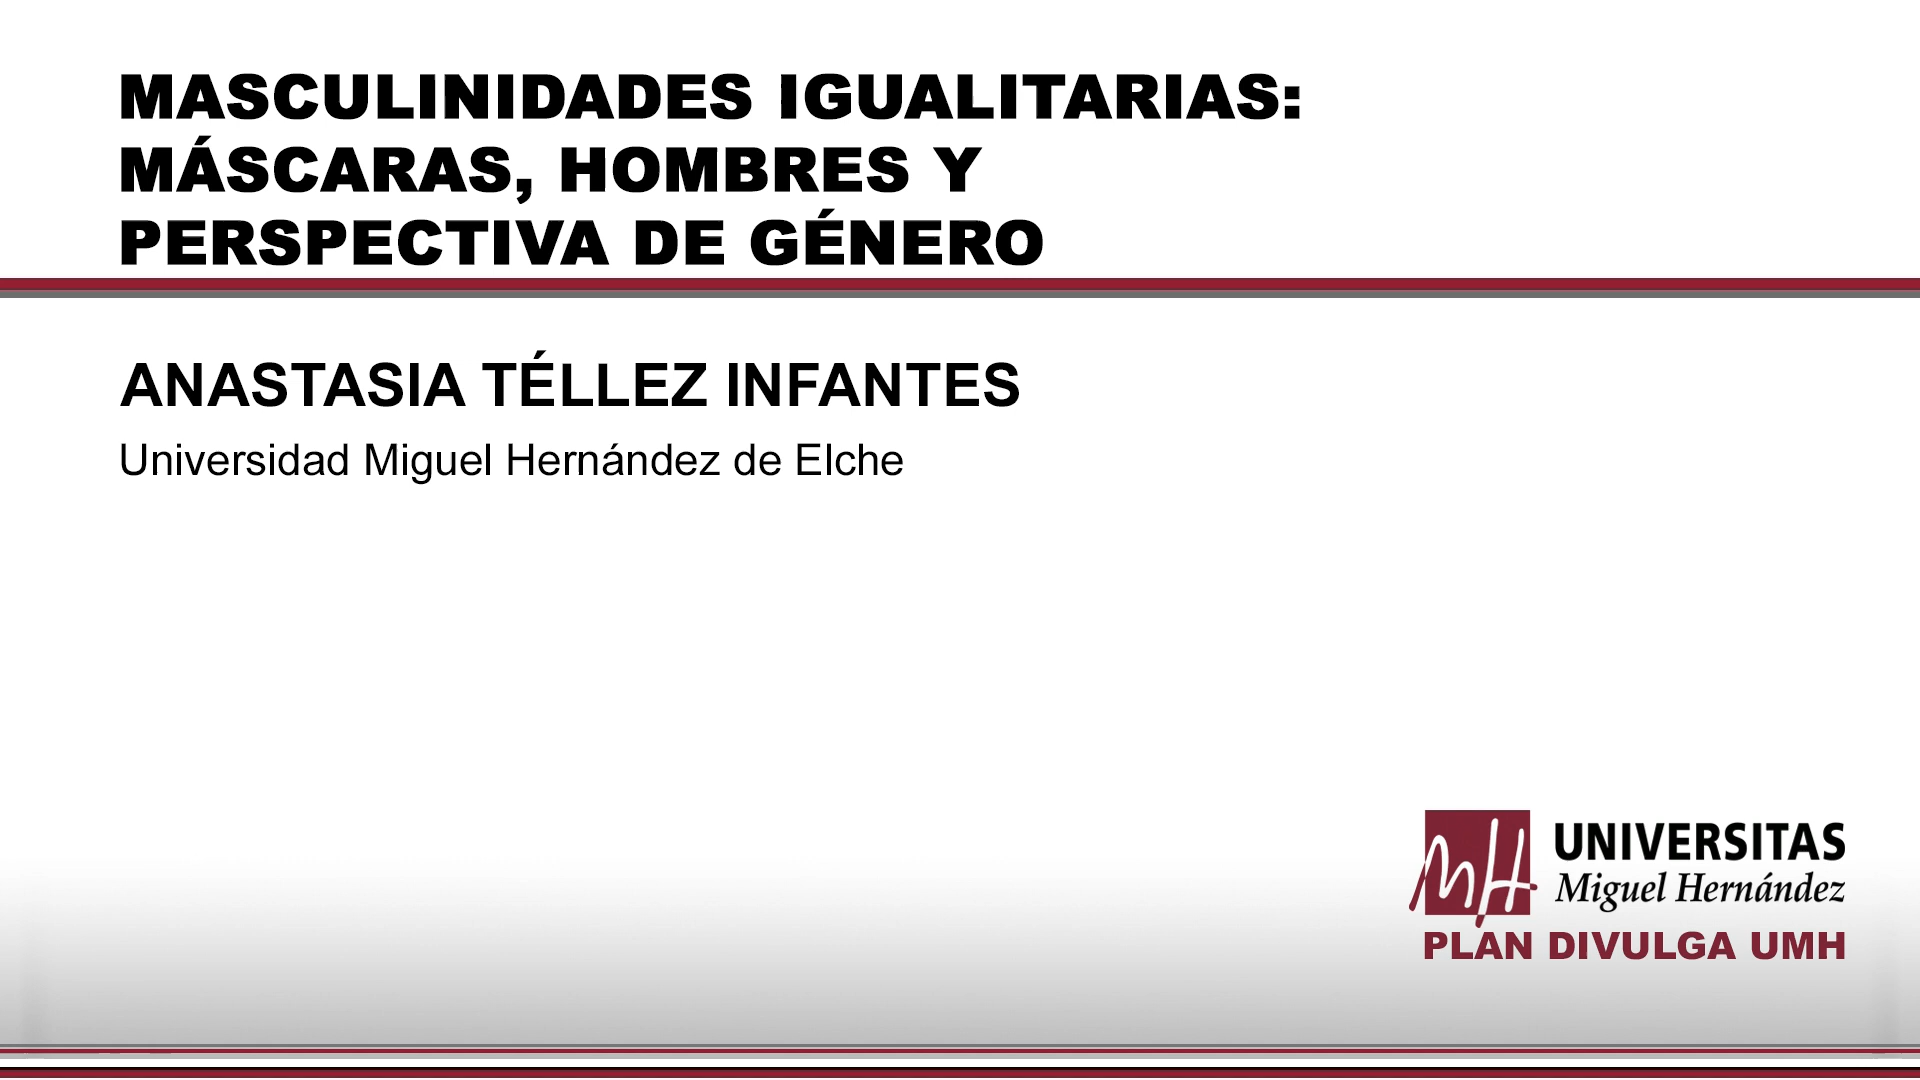 MASCULINIDADES IGUALITARIAS:
MÁSCARAS, HOMBRES Y
PERSPECTIVA DE GÉNERO
ANASTASIA TÉLLEZ INFANTES
Universidad Miguel Hernández de Elche
MH UNIVERSITAS
Miguel Hernández
PLAN DIVULGA UMH